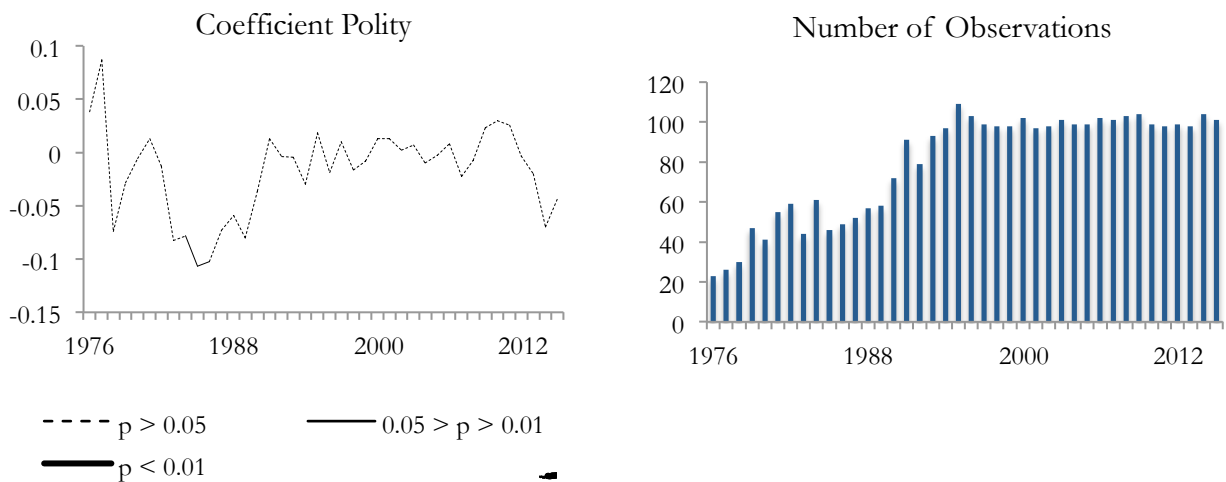 Coefficient Polity
0.1
0.05
0
-0.05
-0.1
-0.15
1976 1988 2000 2012
p > 0.05
0.05 > p > 0.01
p < 0.01
Number of Observations
120
100
80
60
40
20
0
1976 1988 2000 2012